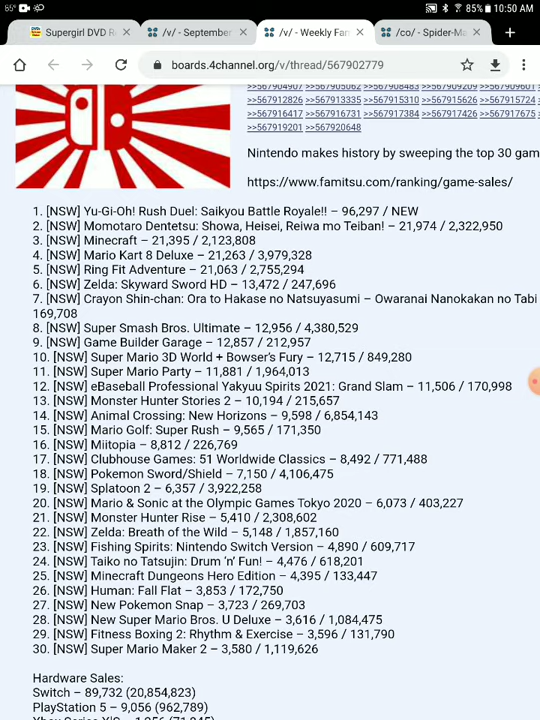 85° 85% 10:50 AM
Supergirl DVD R × /v/ - September × /v/ - Weekly Fam × /co/ - Spider-Ma × +
boards.4channel.org/v/thread/567902779
>>567912826 >>567913335 >>567915310 >>567915626 >>567915724
>>567916417 >>567916731 >>567917384 >>567917426 >>567917675
>>567919201 >>567920648
Nintendo makes history by sweeping the top 30 gam
https://www.famitsu.com/ranking/game-sales/
1. [NSW] Yu-Gi-Oh! Rush Duel: Saikyou Battle Royale!! – 96,297 / NEW
2. [NSW] Momotaro Dentetsu: Showa, Heisei, Reiwa mo Teiban! – 21,974 / 2,322,950
3. [NSW] Minecraft – 21,395 / 2,123,808
4. [NSW] Mario Kart 8 Deluxe – 21,263 / 3,979,328
5. [NSW] Ring Fit Adventure – 21,063 / 2,755,294
6. [NSW] Zelda: Skyward Sword HD – 13,472 / 247,696
7. [NSW] Crayon Shin-chan: Ora to Hakase no Natsuyasumi – Owaranai Nanokakan no Tabi
169,708
8. [NSW] Super Smash Bros. Ultimate – 12,956 / 4,380,529
9. [NSW] Game Builder Garage – 12,857 / 212,957
10. [NSW] Super Mario 3D World + Bowser's Fury – 12,715 / 849,280
11. [NSW] Super Mario Party – 11,881 / 1,964,013
12. [NSW] eBaseball Professional Yakyuu Spirits 2021: Grand Slam – 11,506 / 170,998
13. [NSW] Monster Hunter Stories 2 – 10,194 / 215,657
14. [NSW] Animal Crossing: New Horizons – 9,598 / 6,854,143
15. [NSW] Mario Golf: Super Rush – 9,565 / 171,350
16. [NSW] Miitopia – 8,812 / 226,769
17. [NSW] Clubhouse Games: 51 Worldwide Classics – 8,492 / 771,488
18. [NSW] Pokemon Sword/Shield – 7,150 / 4,106,475
19. [NSW] Splatoon 2 – 6,357 / 3,922,258
20. [NSW] Mario & Sonic at the Olympic Games Tokyo 2020 – 6,073 / 403,227
21. [NSW] Monster Hunter Rise – 5,410 / 2,308,602
22. [NSW] Zelda: Breath of the Wild – 5,148 / 1,857,160
23. [NSW] Fishing Spirits: Nintendo Switch Version – 4,890 / 609,717
24. [NSW] Taiko no Tatsujin: Drum 'n' Fun! – 4,476 / 618,201
25. [NSW] Minecraft Dungeons Hero Edition – 4,395 / 133,447
26. [NSW] Human: Fall Flat – 3,853 / 172,750
27. [NSW] New Pokemon Snap – 3,723 / 269,703
28. [NSW] New Super Mario Bros. U Deluxe – 3,616 / 1,084,475
29. [NSW] Fitness Boxing 2: Rhythm & Exercise – 3,596 / 131,790
30. [NSW] Super Mario Maker 2 – 3,580 / 1,119,626
Hardware Sales:
Switch – 89,732 (20,854,823)
PlayStation 5 – 9,056 (962,789)